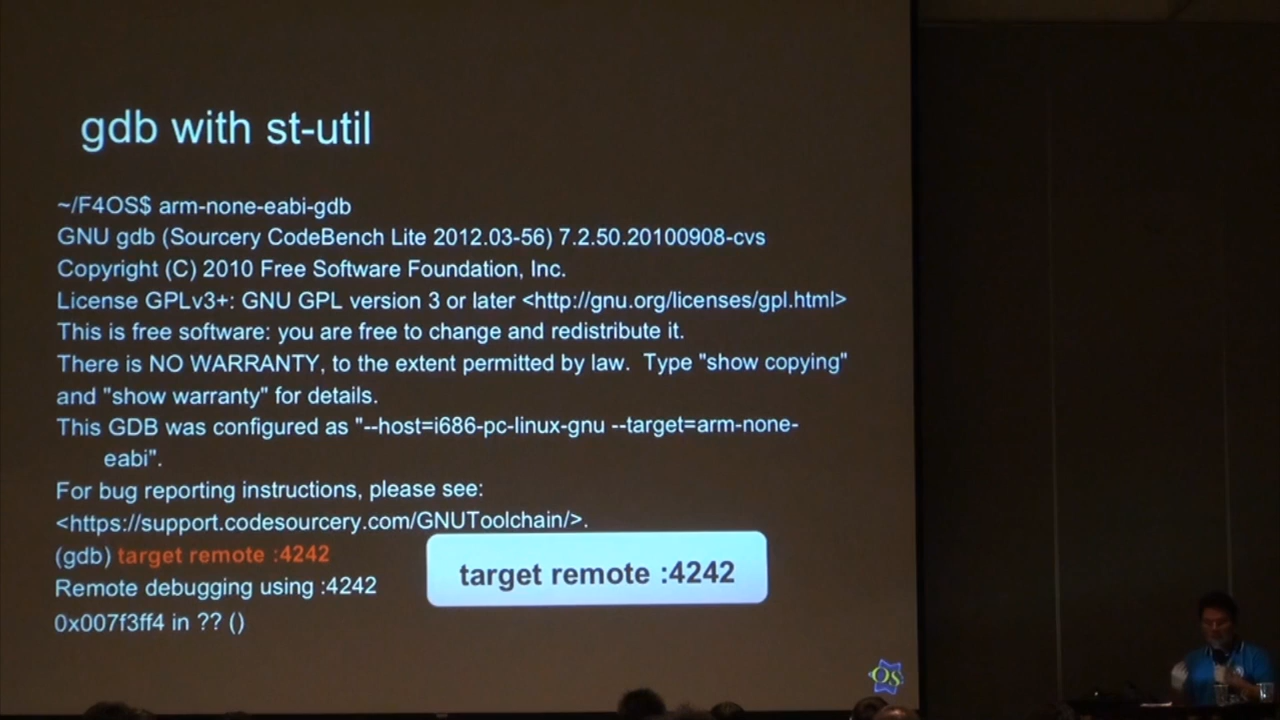 gdb with st-util
~/F4OS$ arm-none-eabi-gdb
GNU gdb (Sourcery CodeBench Lite 2012.03-56) 7.2.50.20100908-cvs
Copyright (C) 2010 Free Software Foundation, Inc.
License GPLv3+: GNU GPL version 3 or later <http://gnu.org/licenses/gpl.html>
This is free software: you are free to change and redistribute it.
There is NO WARRANTY, to the extent permitted by law.  Type "show copying"
and "show warranty" for details.
This GDB was configured as "--host=i686-pc-linux-gnu --target=arm-none-
eabi".
For bug reporting instructions, please see:
<https://support.codesourcery.com/GNUToolchain/>.
(gdb) target remote :4242
target remote :4242
Remote debugging using :4242
0x007f3ff4 in ?? ()
OS